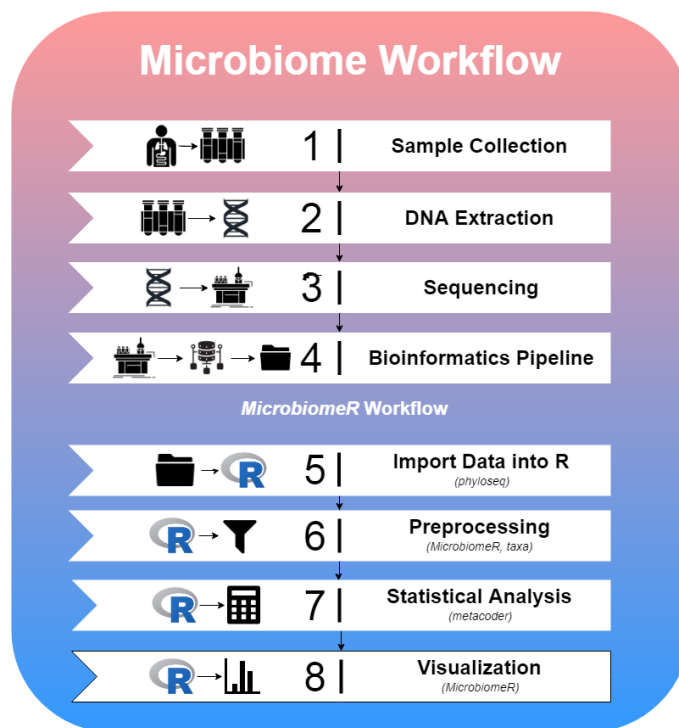 Microbiome Workflow
1 | Sample Collection
2 | DNA Extraction
3 | Sequencing
4 | Bioinformatics Pipeline
MicrobiomeR Workflow
R 5 | Import Data into R
(phyloseq)
R 6 | Preprocessing
(MicrobiomeR, taxa)
R 7 | Statistical Analysis
(metacoder)
R 8 | Visualization
(MicrobiomeR)